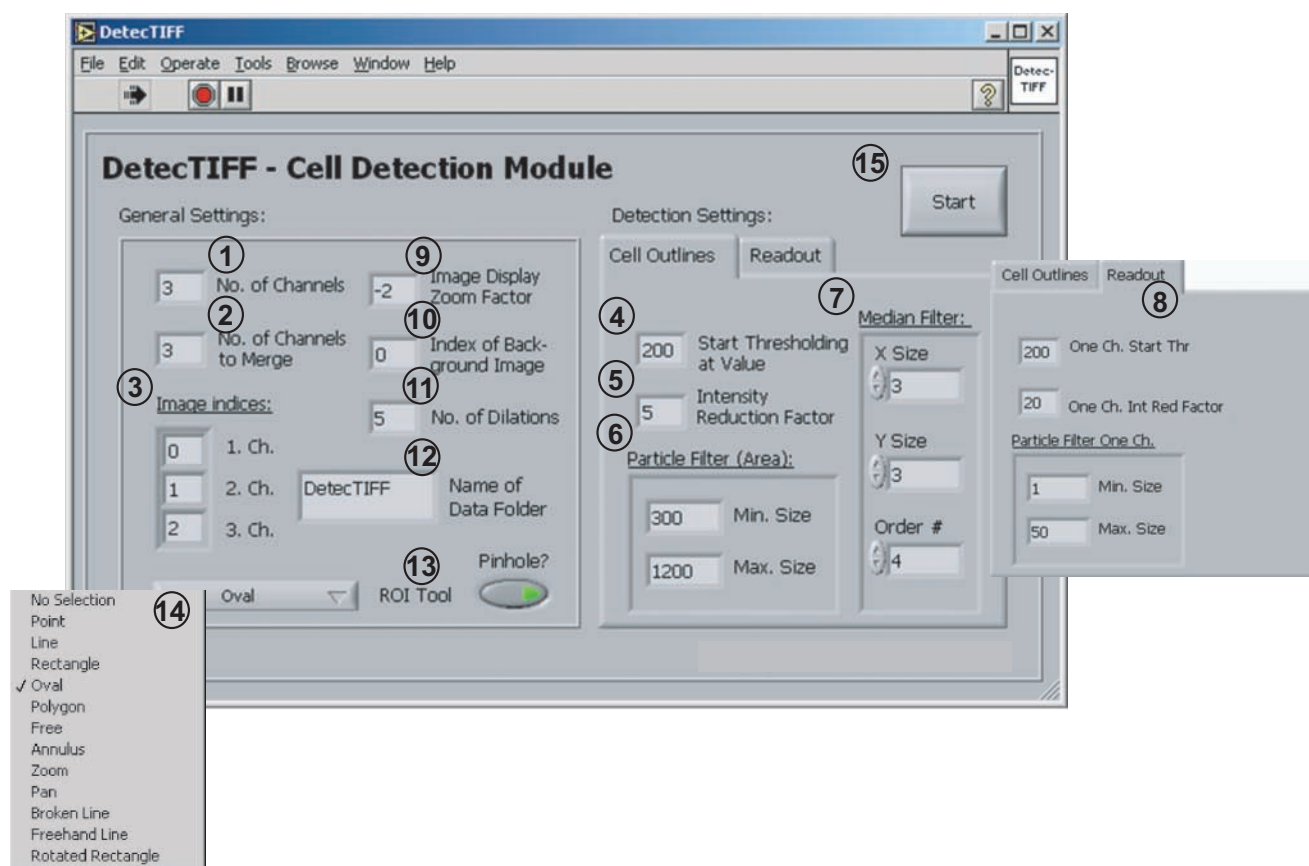 DetecTIFF
File Edit Operate Tools Browse Window Help
Detec-
TIFF
DetecTIFF - Cell Detection Module
15
Start
General Settings:
1
3 No. of Channels
2
3 No. of Channels
to Merge
3
Image indices:
0 1. Ch.
1 2. Ch.
2 3. Ch.
9
-2 Image Display
Zoom Factor
10
0 Index of Back-
ground Image
11
5 No. of Dilations
12
DetecTIFF Name of
Data Folder
13
Pinhole?
Oval ROI Tool
14
No Selection
Point
Line
Rectangle
✓ Oval
Polygon
Free
Annulus
Zoom
Pan
Broken Line
Freehand Line
Rotated Rectangle
Detection Settings:
Cell Outlines Readout
4
200 Start Thresholding
at Value
5
5 Intensity
Reduction Factor
6
Particle Filter (Area):
300 Min. Size
1200 Max. Size
7
Median Filter:
X Size
3
Y Size
3
Order #
4
Cell Outlines Readout
8
200 One Ch. Start Thr
20 One Ch. Int Red Factor
Particle Filter One Ch.
1 Min. Size
50 Max. Size